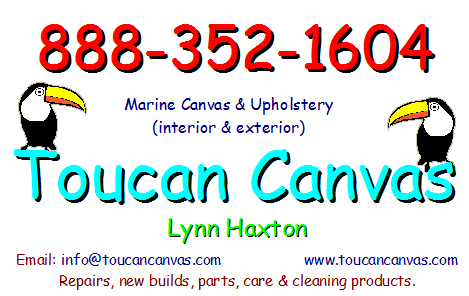 888-352-1604
Marine Canvas & Upholstery
(interior & exterior)
Toucan Canvas
Lynn Haxton
Email: info@toucancanvas.com www.toucancanvas.com
Repairs, new builds, parts, care & cleaning products.